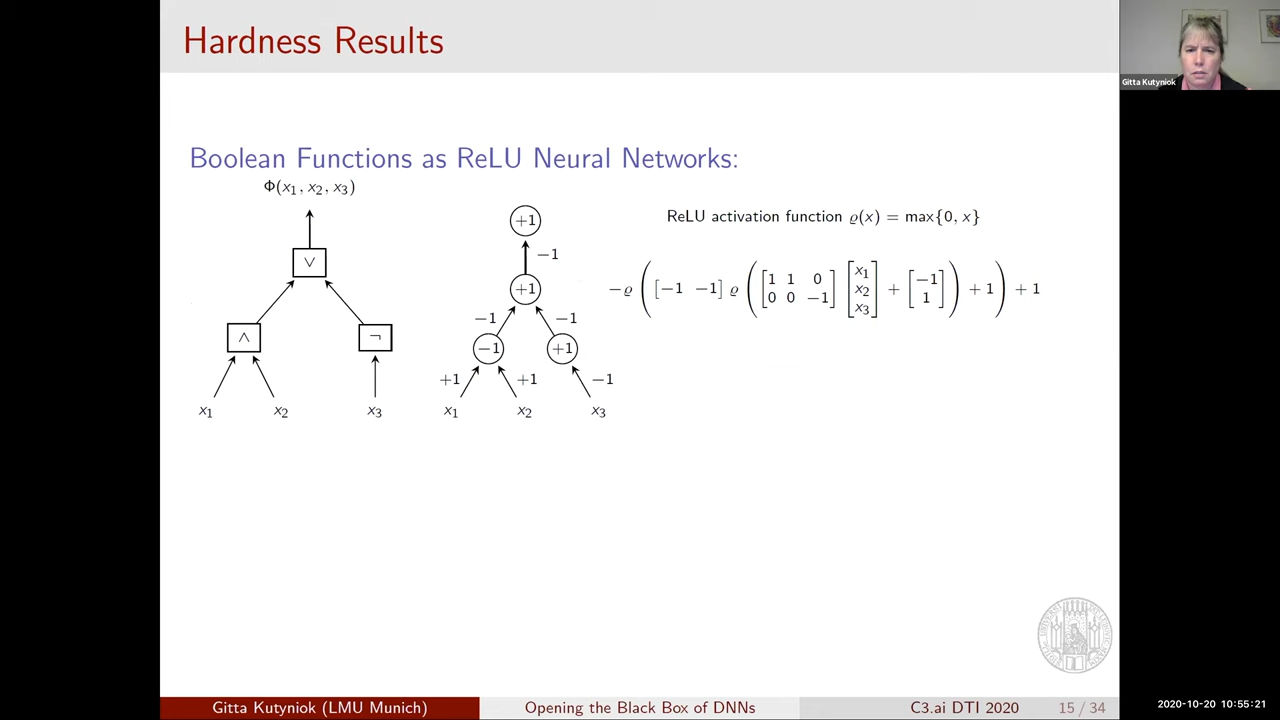 Hardness Results
Gitta Kutyniok
Boolean Functions as ReLU Neural Networks:
Φ(x₁, x₂, x₃)
∨
∧
¬
x₁
x₂
x₃
+1
−1
+1
−1
−1
−1
+1
+1
+1
−1
x₁
x₂
x₃
ReLU activation function ϱ(x) = max{0, x}
−ϱ([−1 −1] ϱ([1 1 0; 0 0 −1] [x₁; x₂; x₃] + [−1; 1]) + 1) + 1
Gitta Kutyniok (LMU Munich)
Opening the Black Box of DNNs
C3.ai DTI 2020
15 / 34
2020-10-20 10:55:21